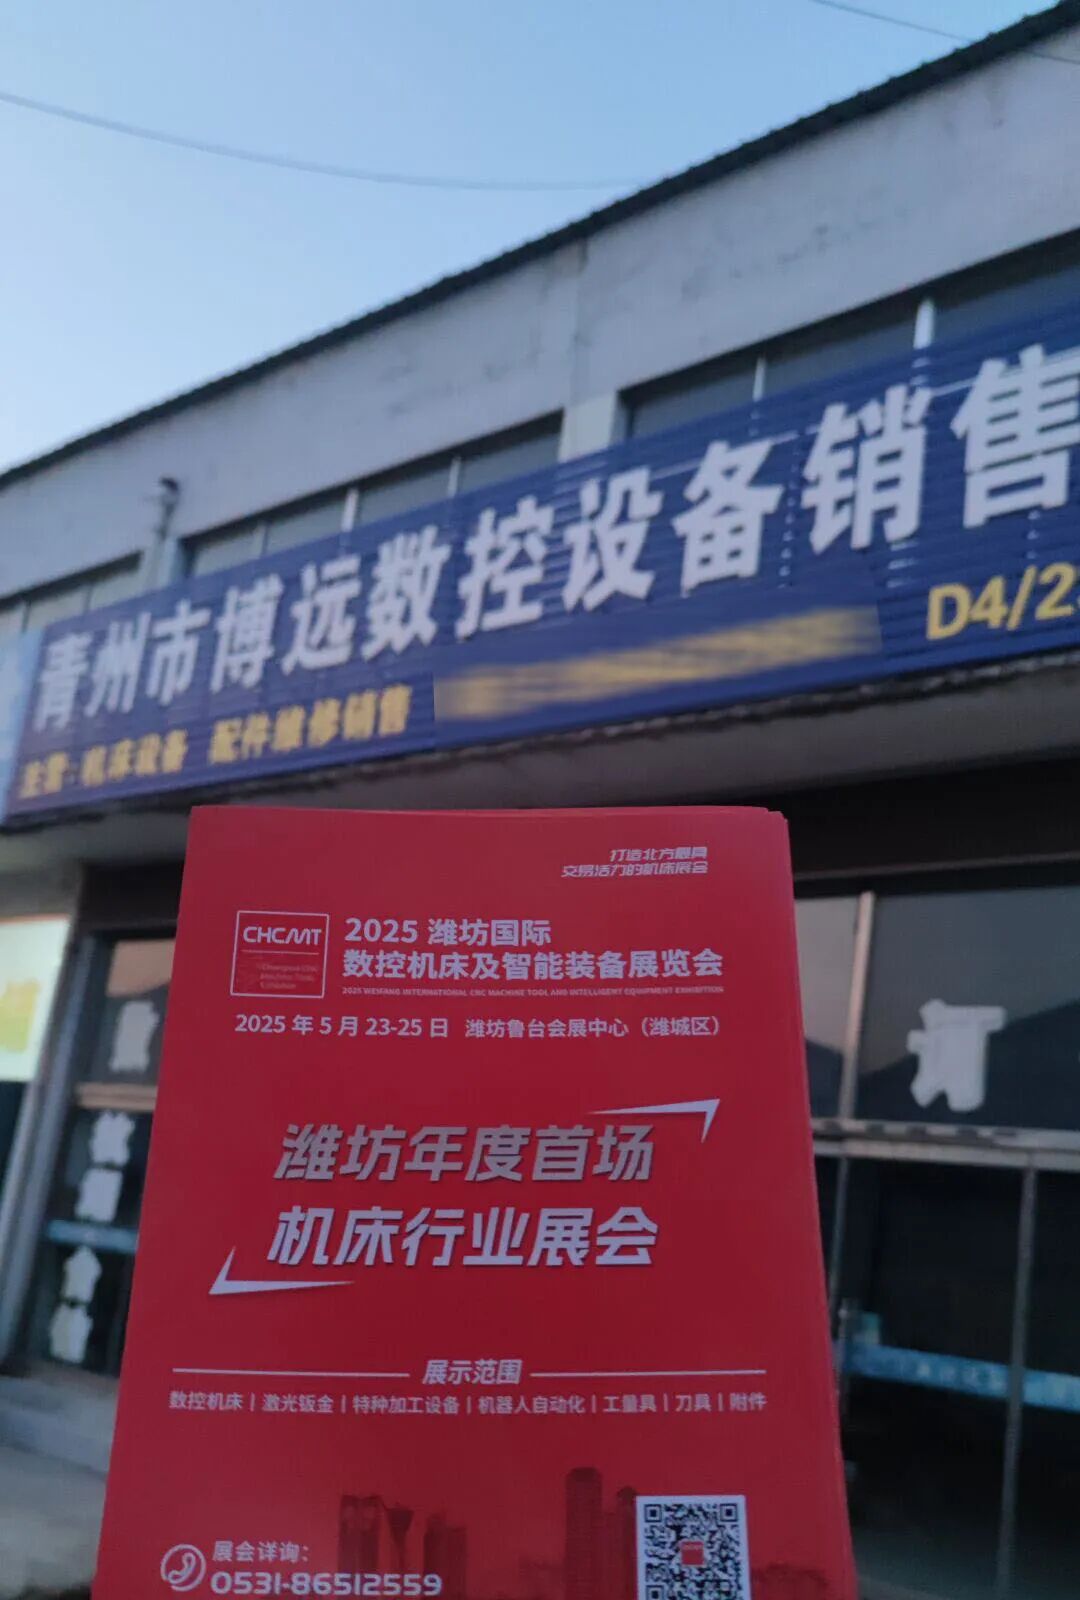 青州市博远数控设备销售
主营:机床设备 配件维修销售
D4/2
打造北方最具
交易活力的机床展会
CHCMT
2025 潍坊国际
数控机床及智能装备展览会
2025 WEIFANG INTERNATIONAL CNC MACHINE TOOL AND INTELLIGENT EQUIPMENT EXHIBITION
2025 年 5 月 23-25 日 潍坊鲁台会展中心（潍城区）
潍坊年度首场
机床行业展会
展示范围
数控机床 | 激光钣金 | 特种加工设备 | 机器人自动化 | 工量具 | 刀具 | 附件
展会详询：
0531-86512559